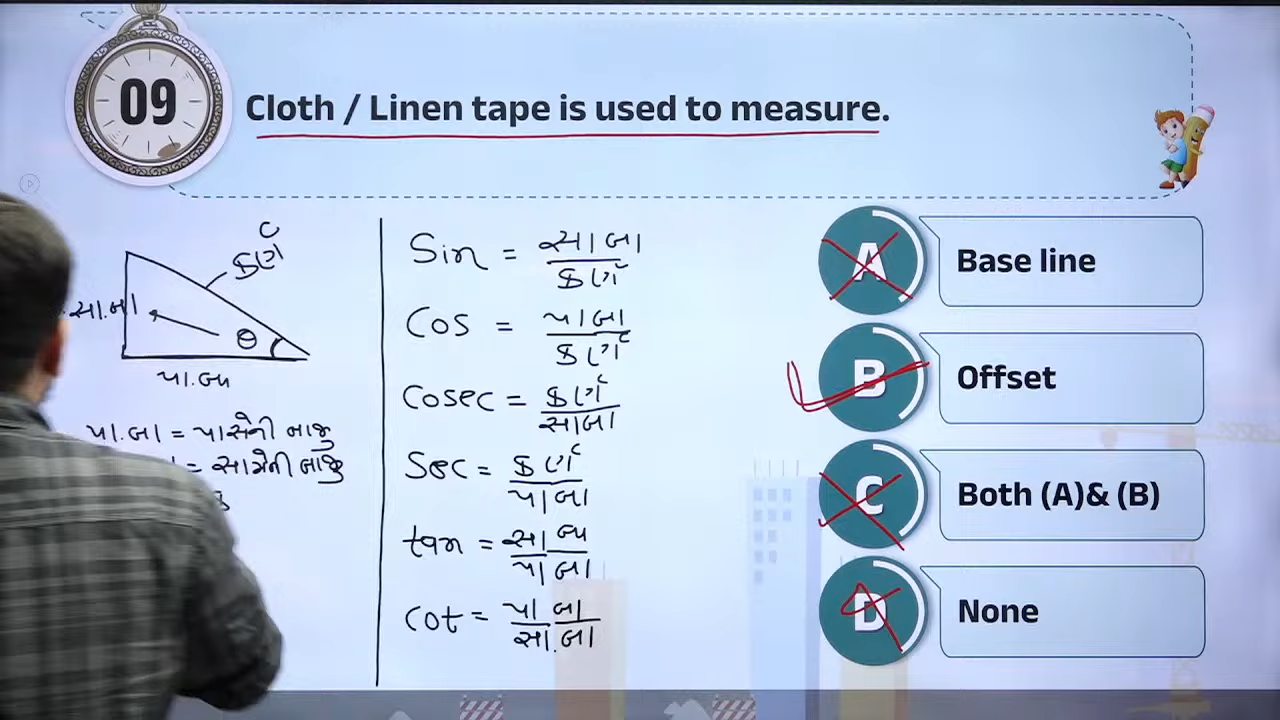 09
Cloth / Linen tape is used to measure.
C
કર્ણ
સા.બા
θ
પા.બા
પા.બા = પાસેની બાજુ
= સામેની બાજુ
Sin = સા બા / કર્ણ
Cos = પા બા / કર્ણ
Cosec = કર્ણ / સા બા
Sec = કર્ણ / પા બા
tan = સા બા / પા બા
Cot = પા બા / સા.બા
A Base line
B Offset
C Both (A)& (B)
D None